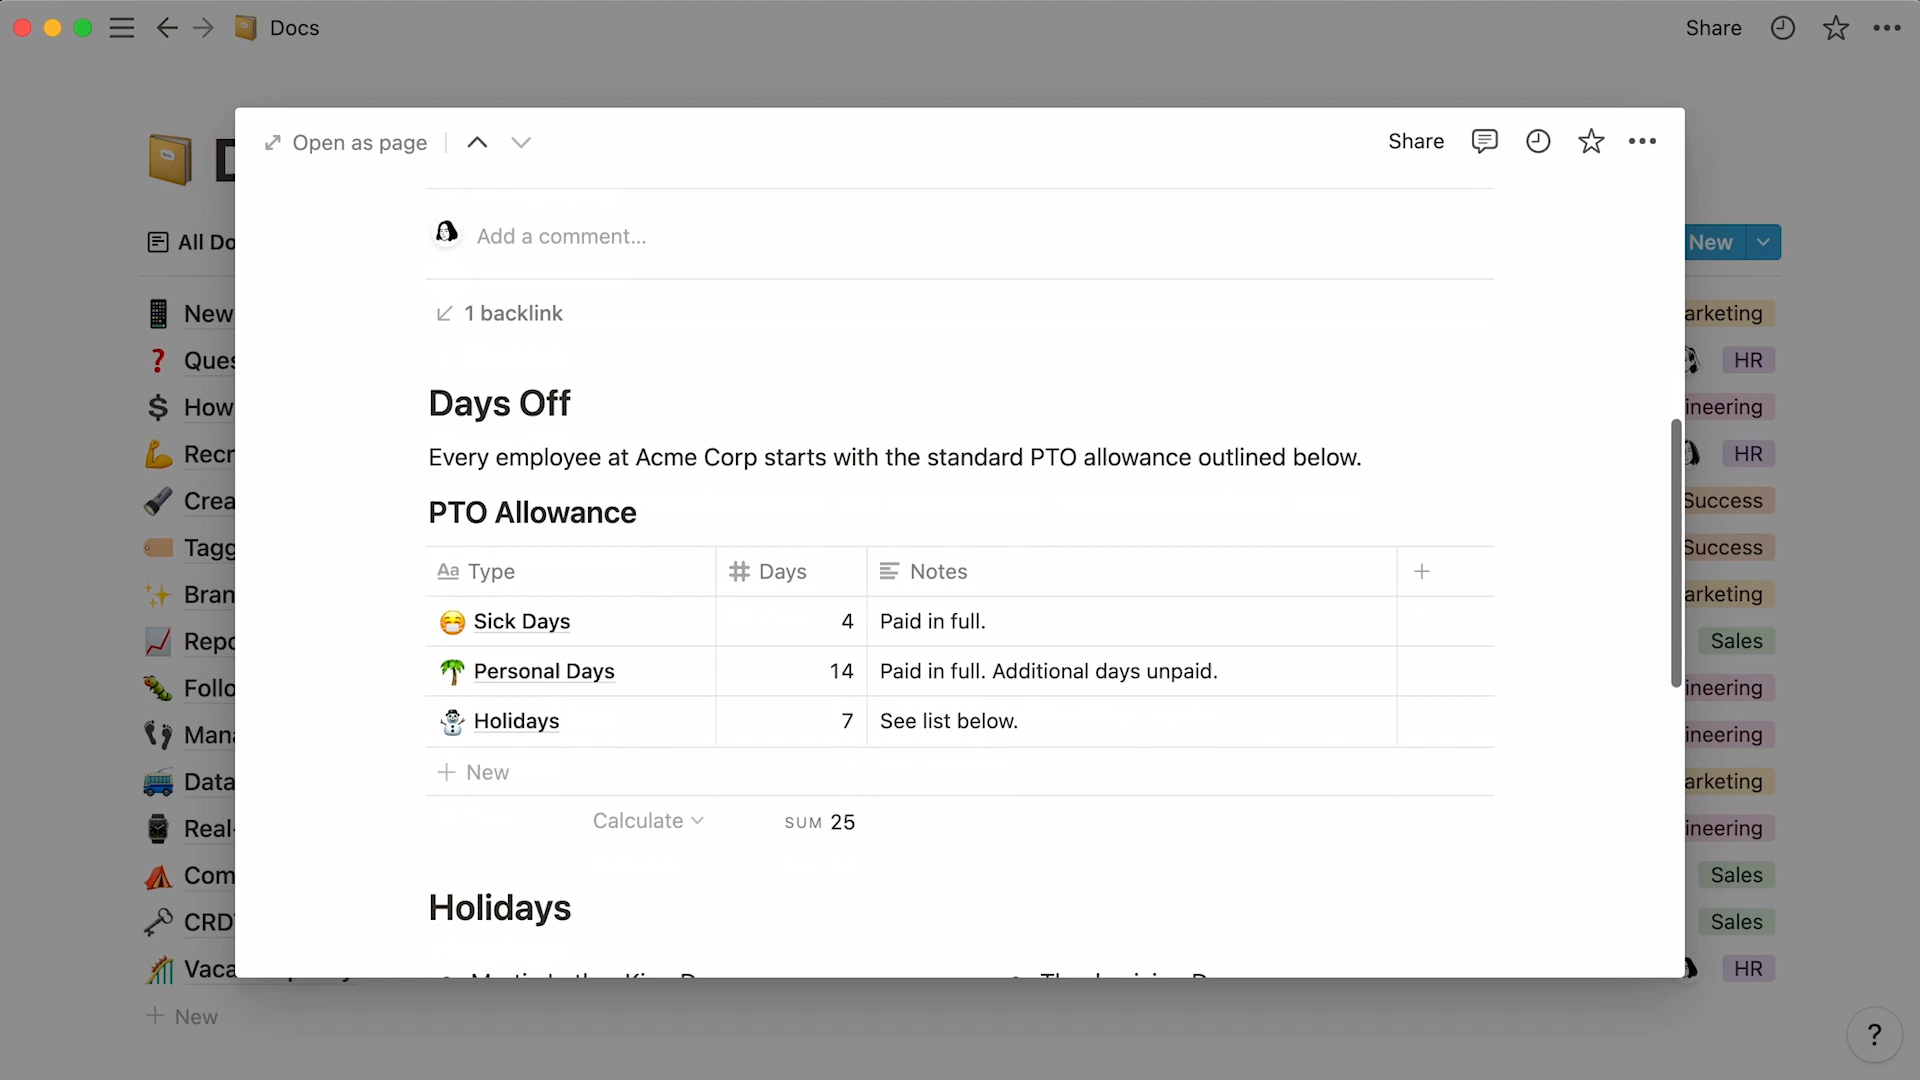 Docs
Share
Open as page
Share
All Do
New
Add a comment...
1 backlink
New
arketing
Ques
HR
How
ineering
Recr
HR
Crea
Success
Tagg
Success
Bran
arketing
Repo
Sales
Follo
ineering
Mana
ineering
Data
arketing
Real-
ineering
Com
Sales
CRD
Sales
Vaca
HR
New
Days Off
Every employee at Acme Corp starts with the standard PTO allowance outlined below.
PTO Allowance
Aa Type
Days
Notes
Sick Days
4
Paid in full.
Personal Days
14
Paid in full. Additional days unpaid.
Holidays
7
See list below.
New
Calculate
SUM 25
Holidays
?